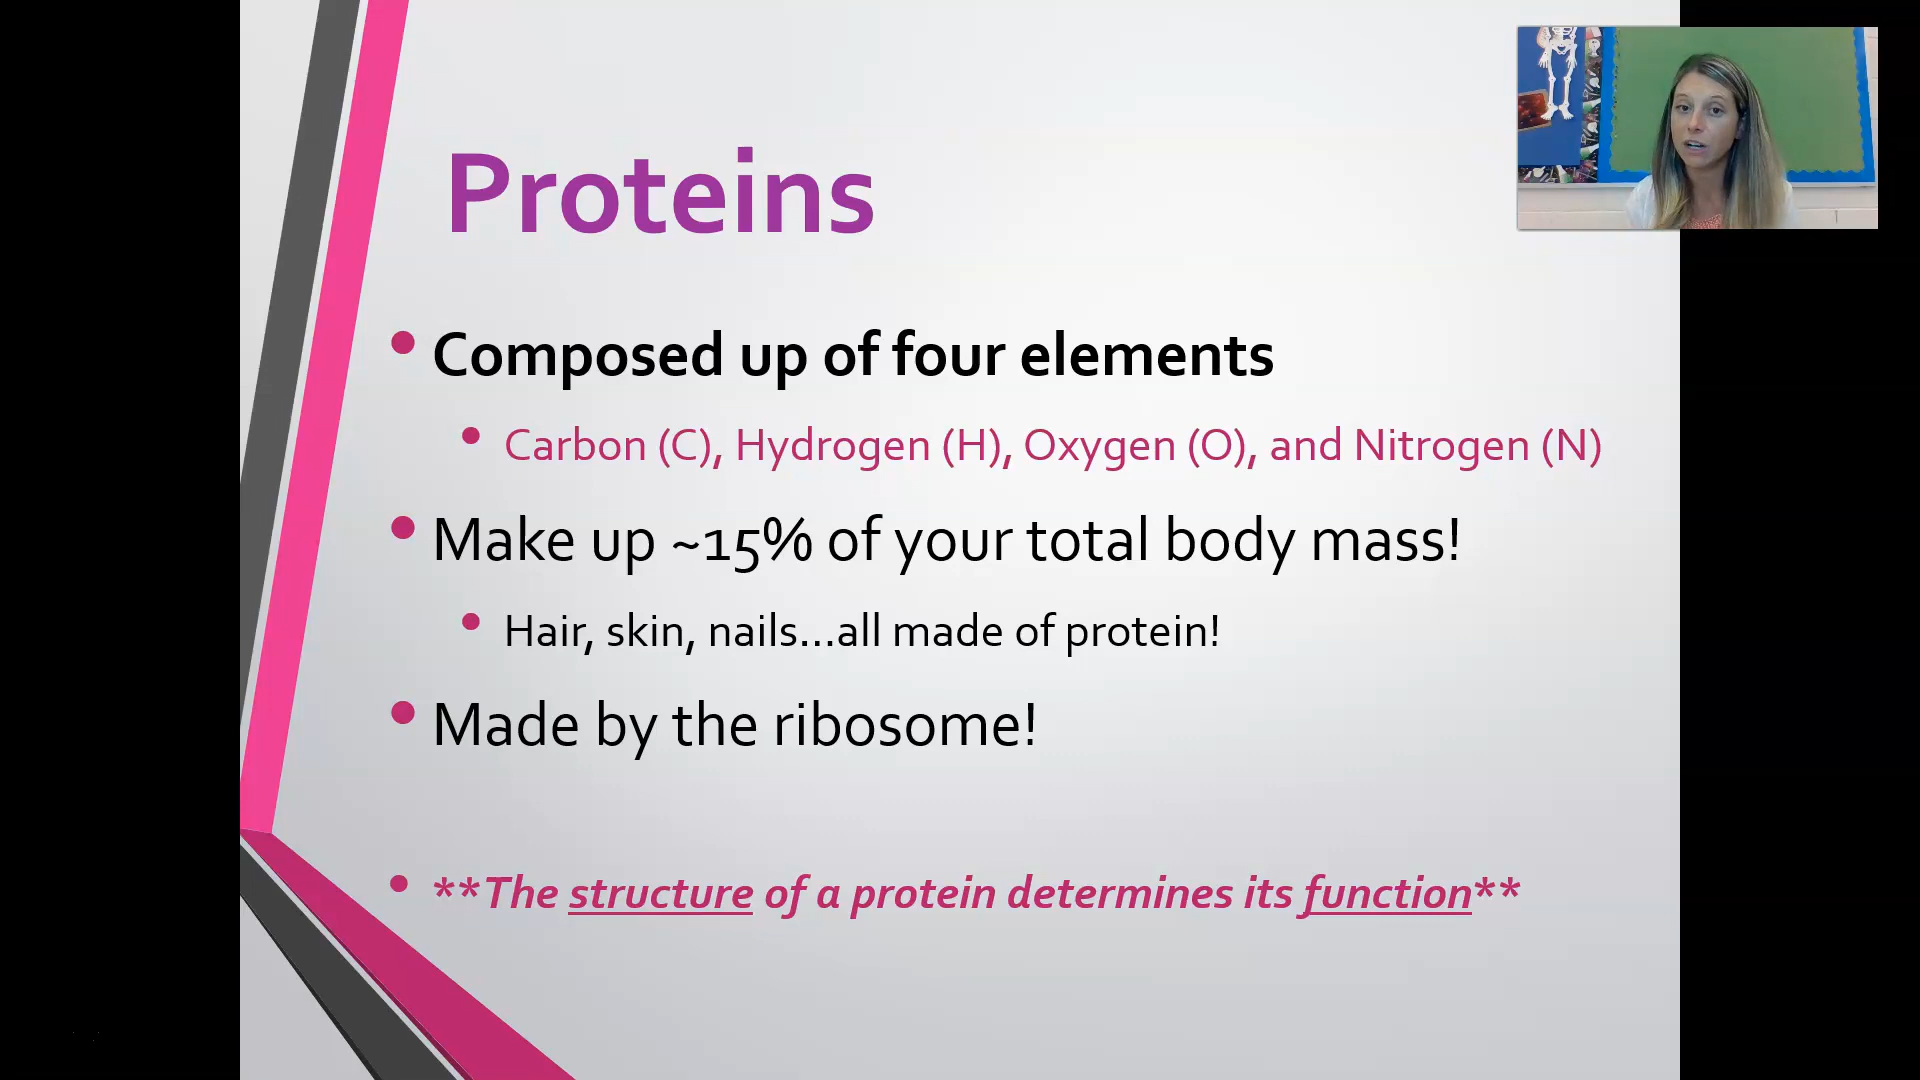 Proteins
• Composed up of four elements
• Carbon (C), Hydrogen (H), Oxygen (O), and Nitrogen (N)
• Make up ~15% of your total body mass!
• Hair, skin, nails...all made of protein!
• Made by the ribosome!
• **The structure of a protein determines its function**